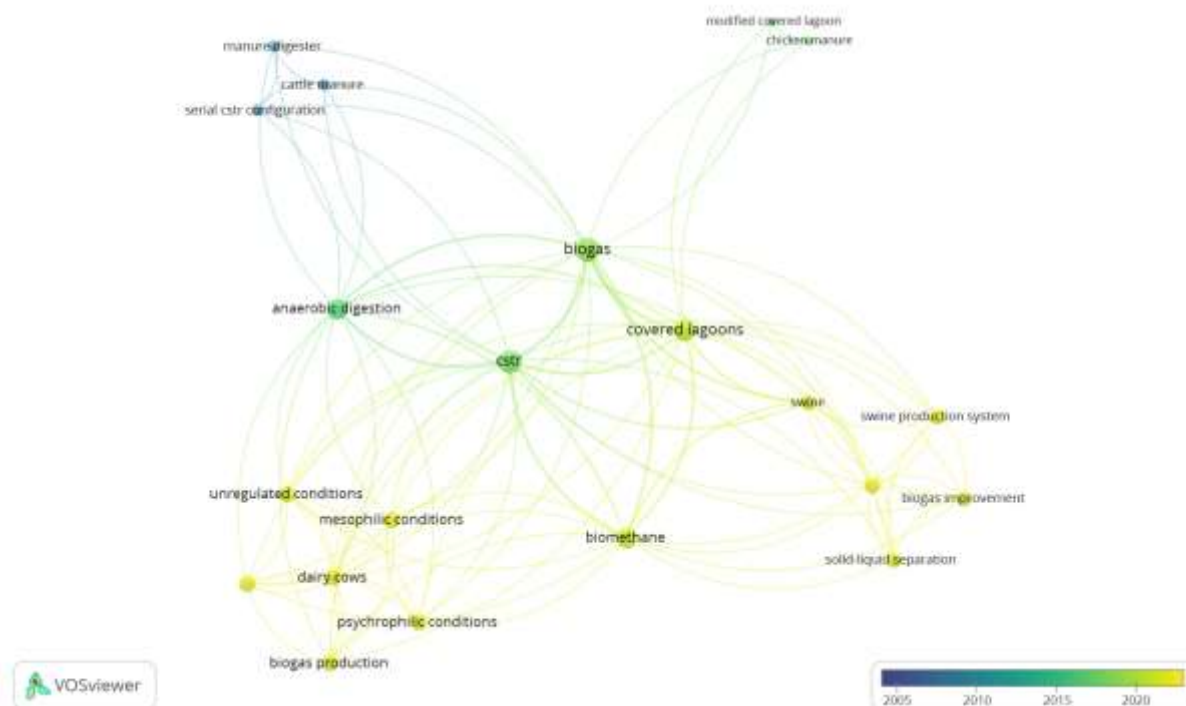 modified covered lagoon
chicken manure
manure digester
cattle manure
serial cstr configuration
biogas
anaerobic digestion
covered lagoons
cstr
swine
swine production system
unregulated conditions
biogas improvement
mesophilic conditions
biomethane
solid-liquid separation
dairy cows
psychrophilic conditions
biogas production
VOSviewer
2005
2010
2015
2020